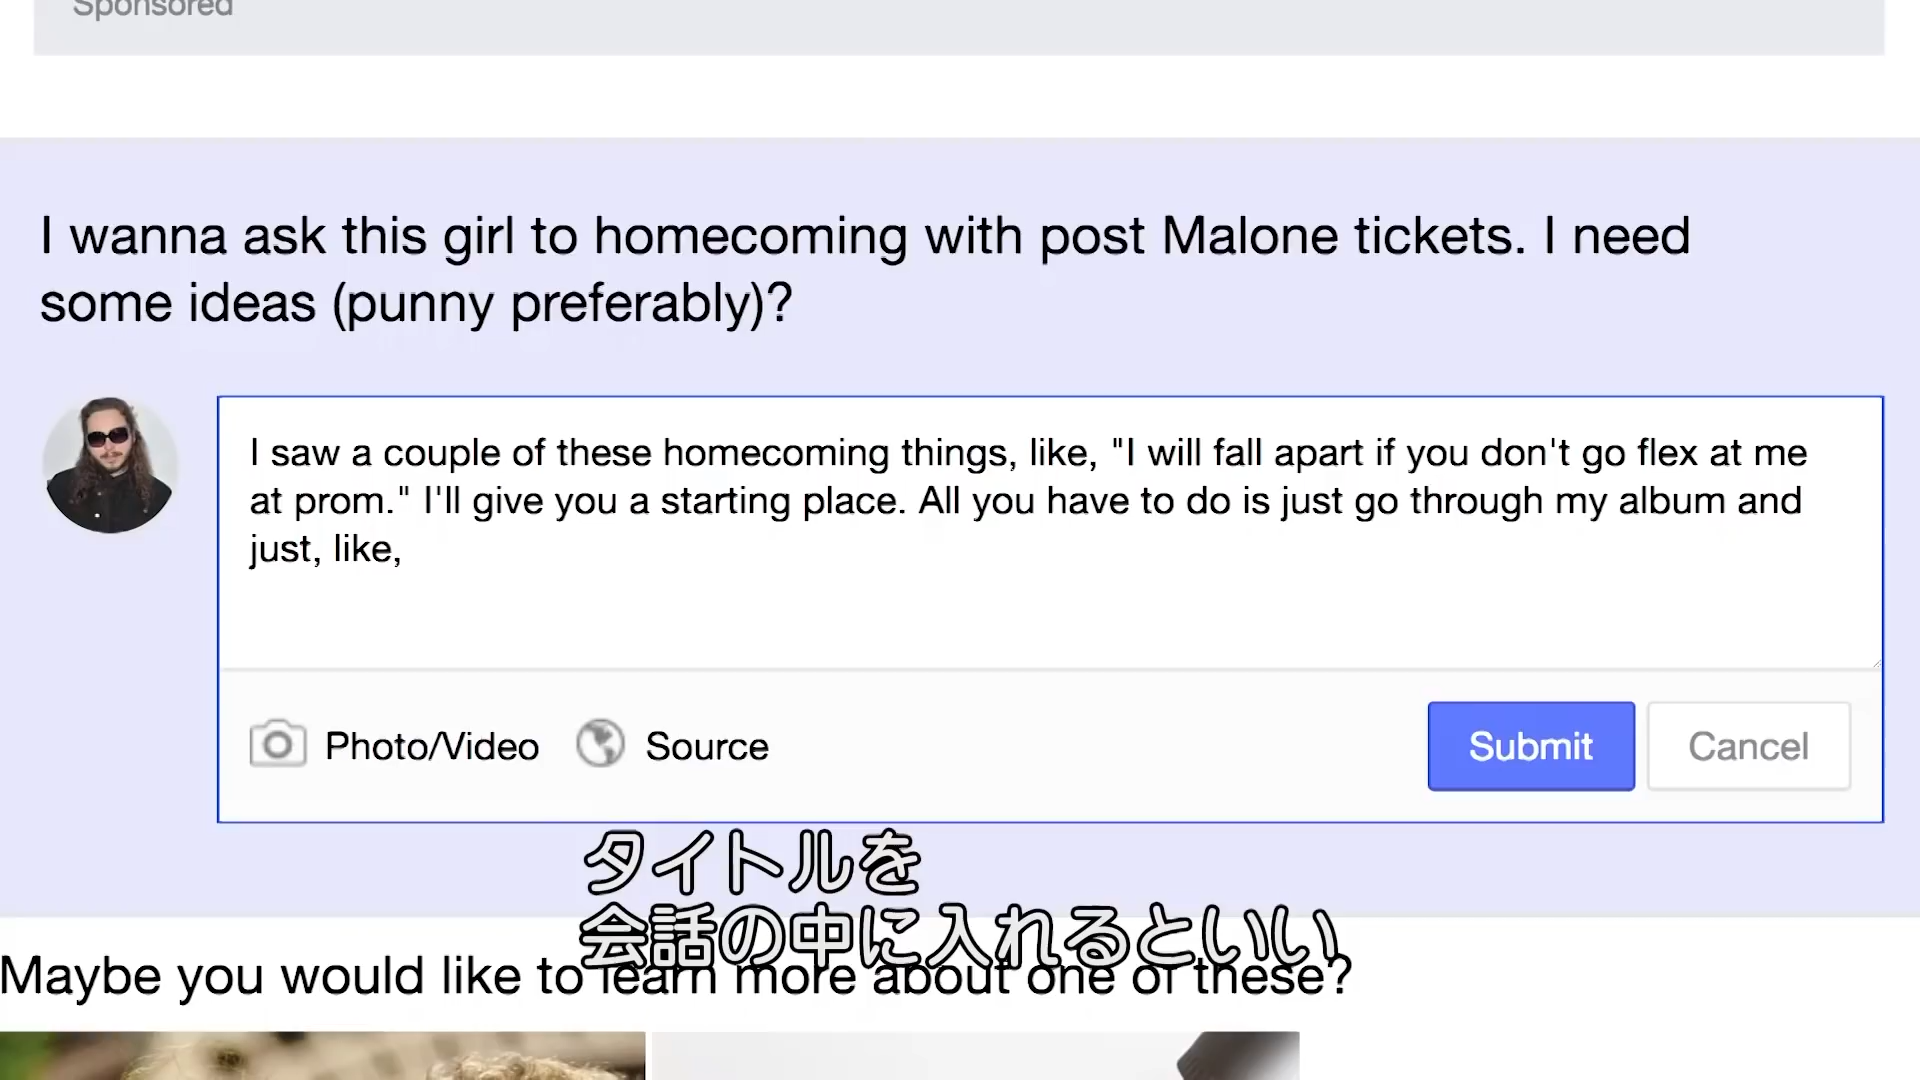 Sponsored
I wanna ask this girl to homecoming with post Malone tickets. I need
some ideas (punny preferably)?
I saw a couple of these homecoming things, like, "I will fall apart if you don't go flex at me
at prom." I'll give you a starting place. All you have to do is just go through my album and
just, like,
Photo/Video
Source
Submit
Cancel
タイトルを
会話の中に入れるといい
Maybe you would like to learn more about one of these?